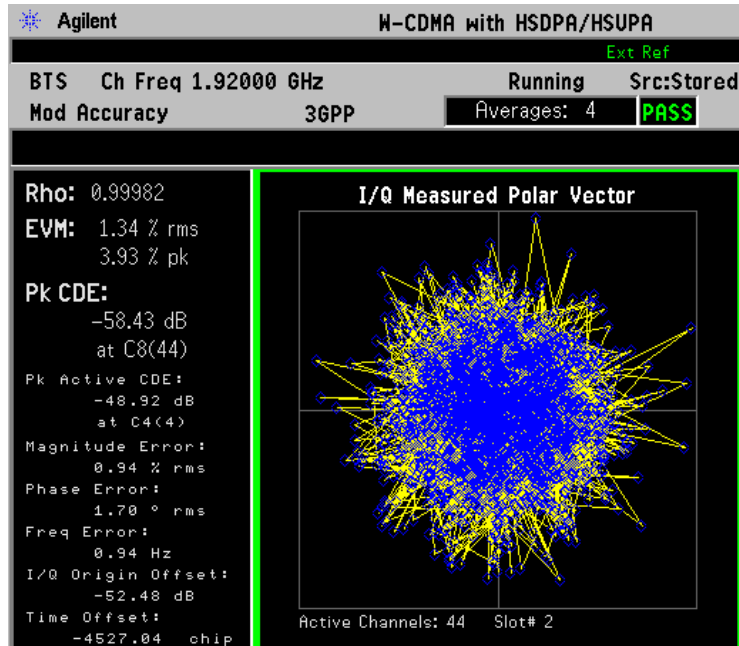 Agilent W-CDMA with HSDPA/HSUPA
Ext Ref
BTS Ch Freq 1.92000 GHz Running Src:Stored
Mod Accuracy 3GPP Averages: 4 PASS
Rho: 0.99982
EVM: 1.34 % rms
3.93 % pk
Pk CDE:
-58.43 dB
at C8(44)
Pk Active CDE:
-48.92 dB
at C4(4)
Magnitude Error:
0.94 % rms
Phase Error:
1.70 ° rms
Freq Error:
0.94 Hz
I/Q Origin Offset:
-52.48 dB
Time Offset:
-4527.04 chip
I/Q Measured Polar Vector
Active Channels: 44 Slot# 2